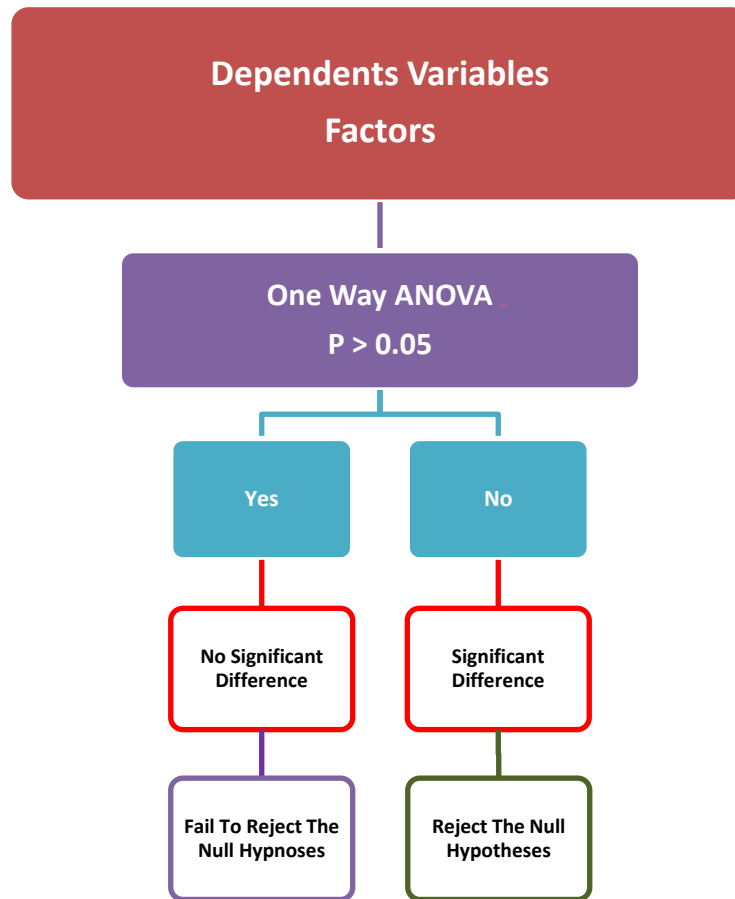 Dependents Variables
Factors
One Way ANOVA
P > 0.05
Yes
No
No Significant
Difference
Significant
Difference
Fail To Reject The
Null Hypnoses
Reject The Null
Hypotheses